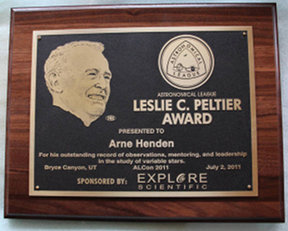 ASTRONOMICAL
LEAGUE
ASTRONOMICAL LEAGUE
LESLIE C. PELTIER
AWARD
PRESENTED TO
Arne Henden
For his outstanding record of observations, mentoring, and leadership
in the study of variable stars.
Bryce Canyon, UT ALCon 2011 July 2, 2011
SPONSORED BY: EXPLORE
SCIENTIFIC